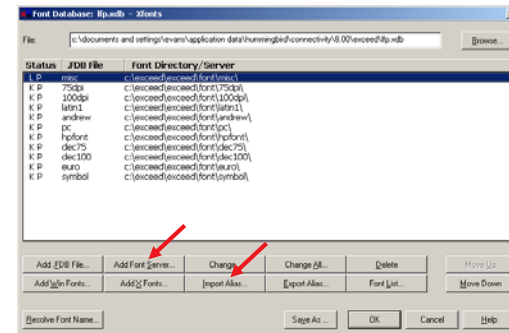 Font Database: lfp.xdb - Xfonts
File: c:\documents and settings\evans\application data\hummingbird\connectivity\8.00\exceed\lfp.xdb Browse...
Status .FDB File Font Directory/Server
L P misc c:\exceed\exceed\font\misc\
K P 75dpi c:\exceed\exceed\font\75dpi\
K P 100dpi c:\exceed\exceed\font\100dpi\
K P latin1 c:\exceed\exceed\font\latin1\
K P andrew c:\exceed\exceed\font\andrew\
K P pc c:\exceed\exceed\font\pc\
K P hpfont c:\exceed\exceed\font\hpfont\
K P dec75 c:\exceed\exceed\font\dec75\
K P dec100 c:\exceed\exceed\font\dec100\
K P euro c:\exceed\exceed\font\euro\
K P symbol c:\exceed\exceed\font\symbol\
Add .FDB File... Add Font Server... Change... Change All... Delete Move Up
Add Win Fonts... Add X Fonts... Import Alias... Export Alias... Font List... Move Down
Resolve Font Name... Save As ... OK Cancel Help